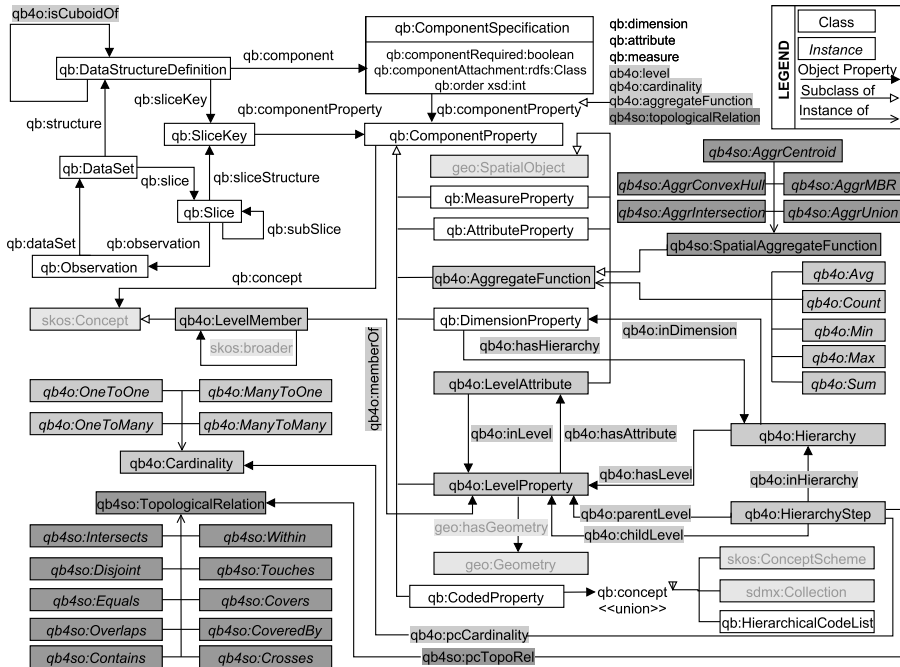 qb4o:isCuboidOf
qb:DataStructureDefinition
qb:component
qb:ComponentSpecification
qb:componentRequired:boolean
qb:componentAttachment:rdfs:Class
qb:order xsd:int
qb:dimension
qb:attribute
qb:measure
qb4o:level
qb4o:cardinality
qb4o:aggregateFunction
qb4so:topologicalRelation
LEGEND
Class
Instance
Object Property
Subclass of
Instance of
qb:sliceKey
qb:componentProperty
qb:componentProperty
qb:structure
qb:SliceKey
qb:ComponentProperty
qb:DataSet
qb:slice
qb:sliceStructure
qb:Slice
qb:subSlice
qb:dataSet
qb:observation
qb:Observation
qb:concept
geo:SpatialObject
qb:MeasureProperty
qb:AttributeProperty
qb4so:AggrCentroid
qb4so:AggrConvexHull
qb4so:AggrMBR
qb4so:AggrIntersection
qb4so:AggrUnion
qb4so:SpatialAggregateFunction
qb4o:AggregateFunction
qb4o:Avg
qb4o:Count
qb4o:Min
qb4o:Max
qb4o:Sum
skos:Concept
qb4o:LevelMember
skos:broader
qb4o:memberOf
qb:DimensionProperty
qb4o:inDimension
qb4o:hasHierarchy
qb4o:OneToOne
qb4o:ManyToOne
qb4o:OneToMany
qb4o:ManyToMany
qb4o:Cardinality
qb4o:LevelAttribute
qb4o:inLevel
qb4o:hasAttribute
qb4o:Hierarchy
qb4o:hasLevel
qb4o:inHierarchy
qb4o:LevelProperty
qb4o:parentLevel
qb4o:HierarchyStep
qb4o:childLevel
geo:hasGeometry
geo:Geometry
qb4so:TopologicalRelation
qb4so:Intersects
qb4so:Within
qb4so:Disjoint
qb4so:Touches
qb4so:Equals
qb4so:Covers
qb4so:Overlaps
qb4so:CoveredBy
qb4so:Contains
qb4so:Crosses
qb:CodedProperty
qb:concept
<<union>>
skos:ConceptScheme
sdmx:Collection
qb:HierarchicalCodeList
qb4o:pcCardinality
qb4so:pcTopoRel